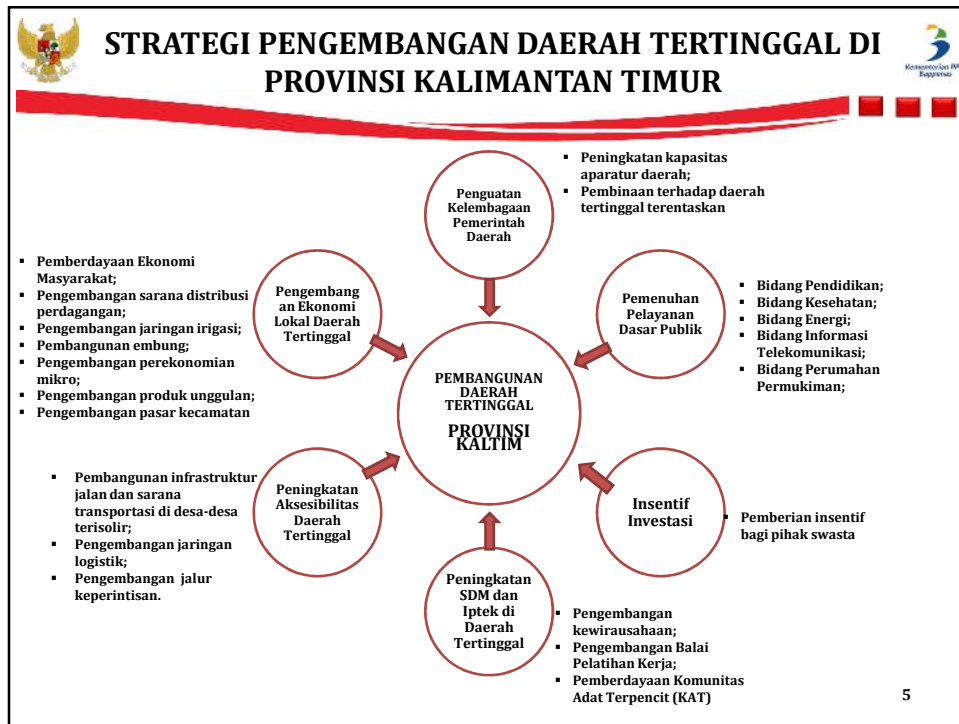 STRATEGI PENGEMBANGAN DAERAH TERTINGGAL DI
PROVINSI KALIMANTAN TIMUR
Kementerian PP
Bappenas
Penguatan
Kelembagaan
Pemerintah
Daerah
▪ Peningkatan kapasitas
aparatur daerah;
▪ Pembinaan terhadap daerah
tertinggal terentaskan
▪ Pemberdayaan Ekonomi
Masyarakat;
▪ Pengembangan sarana distribusi
perdagangan;
▪ Pengembangan jaringan irigasi;
▪ Pembangunan embung;
▪ Pengembangan perekonomian
mikro;
▪ Pengembangan produk unggulan;
▪ Pengembangan pasar kecamatan
Pengembang
an Ekonomi
Lokal Daerah
Tertinggal
Pemenuhan
Pelayanan
Dasar Publik
▪ Bidang Pendidikan;
▪ Bidang Kesehatan;
▪ Bidang Energi;
▪ Bidang Informasi
Telekomunikasi;
▪ Bidang Perumahan
Permukiman;
PEMBANGUNAN
DAERAH
TERTINGGAL
PROVINSI
KALTIM
▪ Pembangunan infrastruktur
jalan dan sarana
transportasi di desa-desa
terisolir;
▪ Pengembangan jaringan
logistik;
▪ Pengembangan jalur
keperintisan.
Peningkatan
Aksesibilitas
Daerah
Tertinggal
Insentif
Investasi
▪ Pemberian insentif
bagi pihak swasta
Peningkatan
SDM dan
Iptek di
Daerah
Tertinggal
▪ Pengembangan
kewirausahaan;
▪ Pengembangan Balai
Pelatihan Kerja;
▪ Pemberdayaan Komunitas
Adat Terpencit (KAT)
5